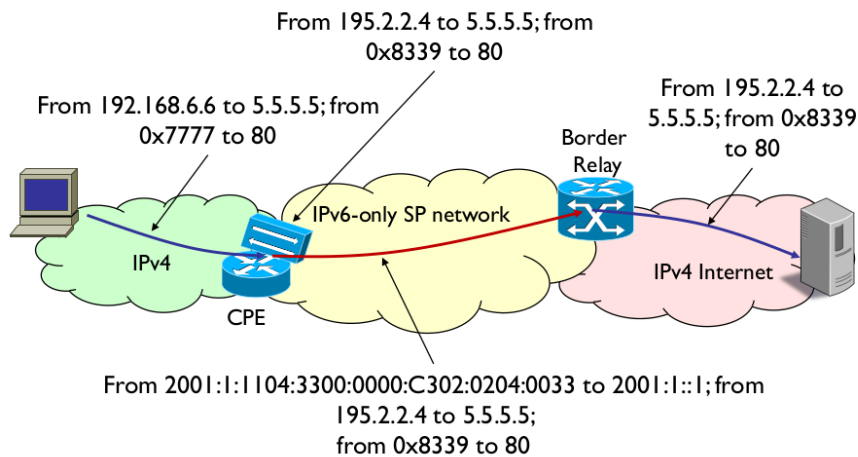 From 195.2.2.4 to 5.5.5.5; from
0x8339 to 80
From 192.168.6.6 to 5.5.5.5; from
0x7777 to 80
From 195.2.2.4 to
5.5.5.5; from 0x8339
to 80
Border
Relay
IPv6-only SP network
IPv4
IPv4 Internet
CPE
From 2001:1:1104:3300:0000:C302:0204:0033 to 2001:1::1; from
195.2.2.4 to 5.5.5.5;
from 0x8339 to 80